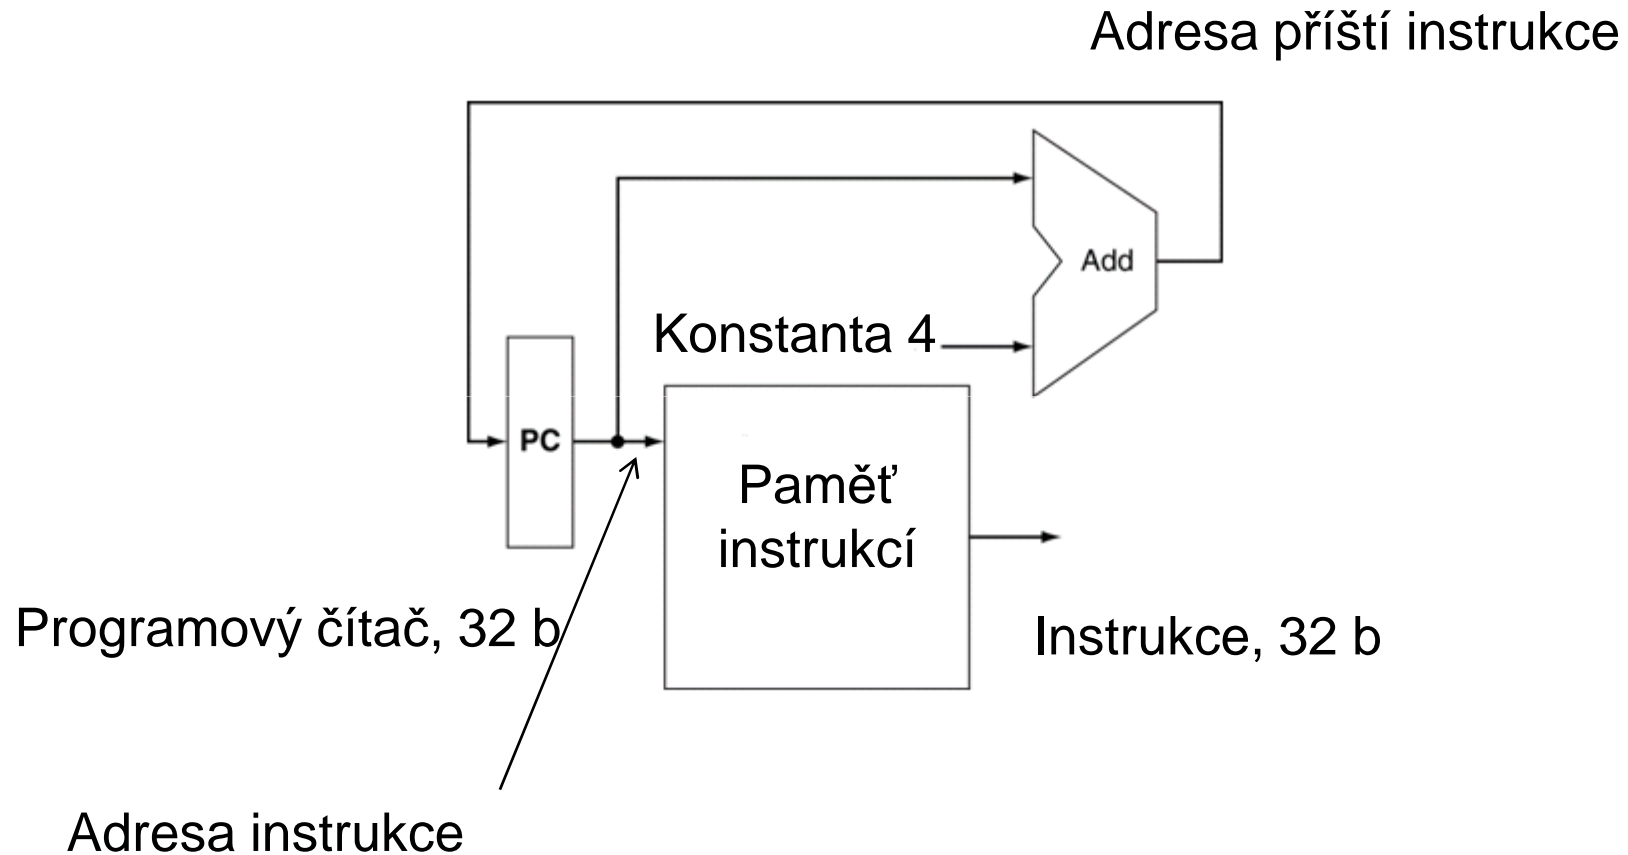 Adresa příští instrukce
Add
Konstanta 4
PC
Paměť
instrukcí
Programový čítač, 32 b
Instrukce, 32 b
Adresa instrukce